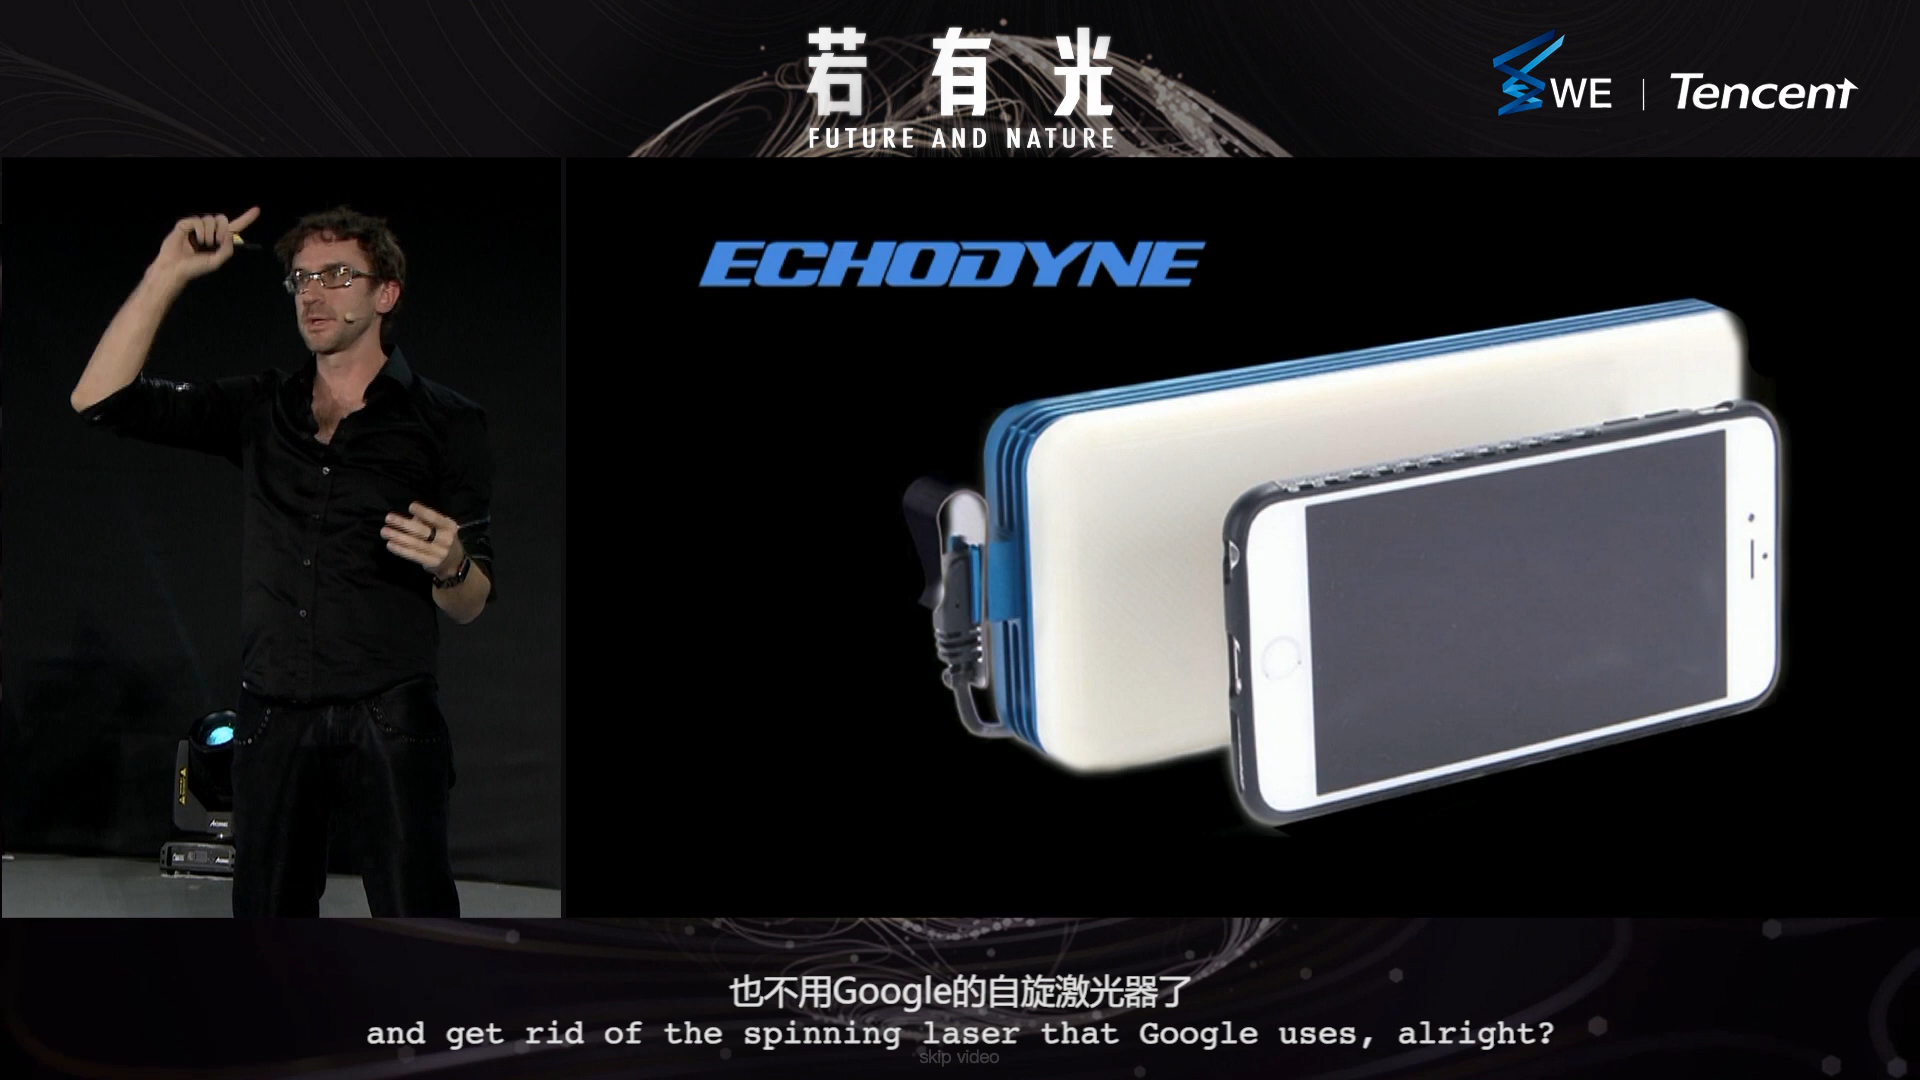 若有光
FUTURE AND NATURE
WE | Tencent
ECHODYNE
也不用Google的自旋激光器了
and get rid of the spinning laser that Google uses, alright?
skip video